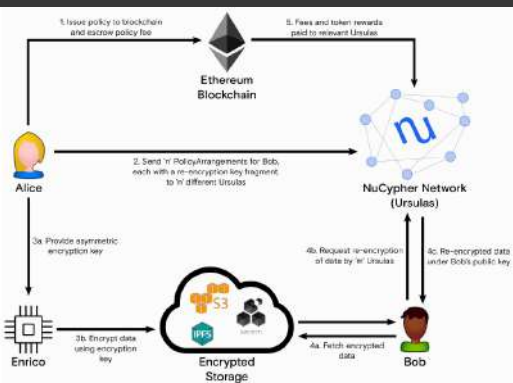 1. Issue policy to blockchain
and escrow policy fee
5. Fees and token rewards
paid to relevant Ursulas
Ethereum
Blockchain
nu
Alice
2. Send 'n' PolicyArrangements for Bob,
each with a re-encryption key fragment
to 'n' different Ursulas
NuCypher Network
(Ursulas)
3a. Provide asymmetric
encryption key
4b. Request re-encryption
of data by 'm' Ursulas
4c. Re-encrypted data
under Bob's public key
S3
IPFS
Enrico
3b. Encrypt data
using encryption
key
Encrypted
Storage
4a. Fetch encrypted
data
Bob